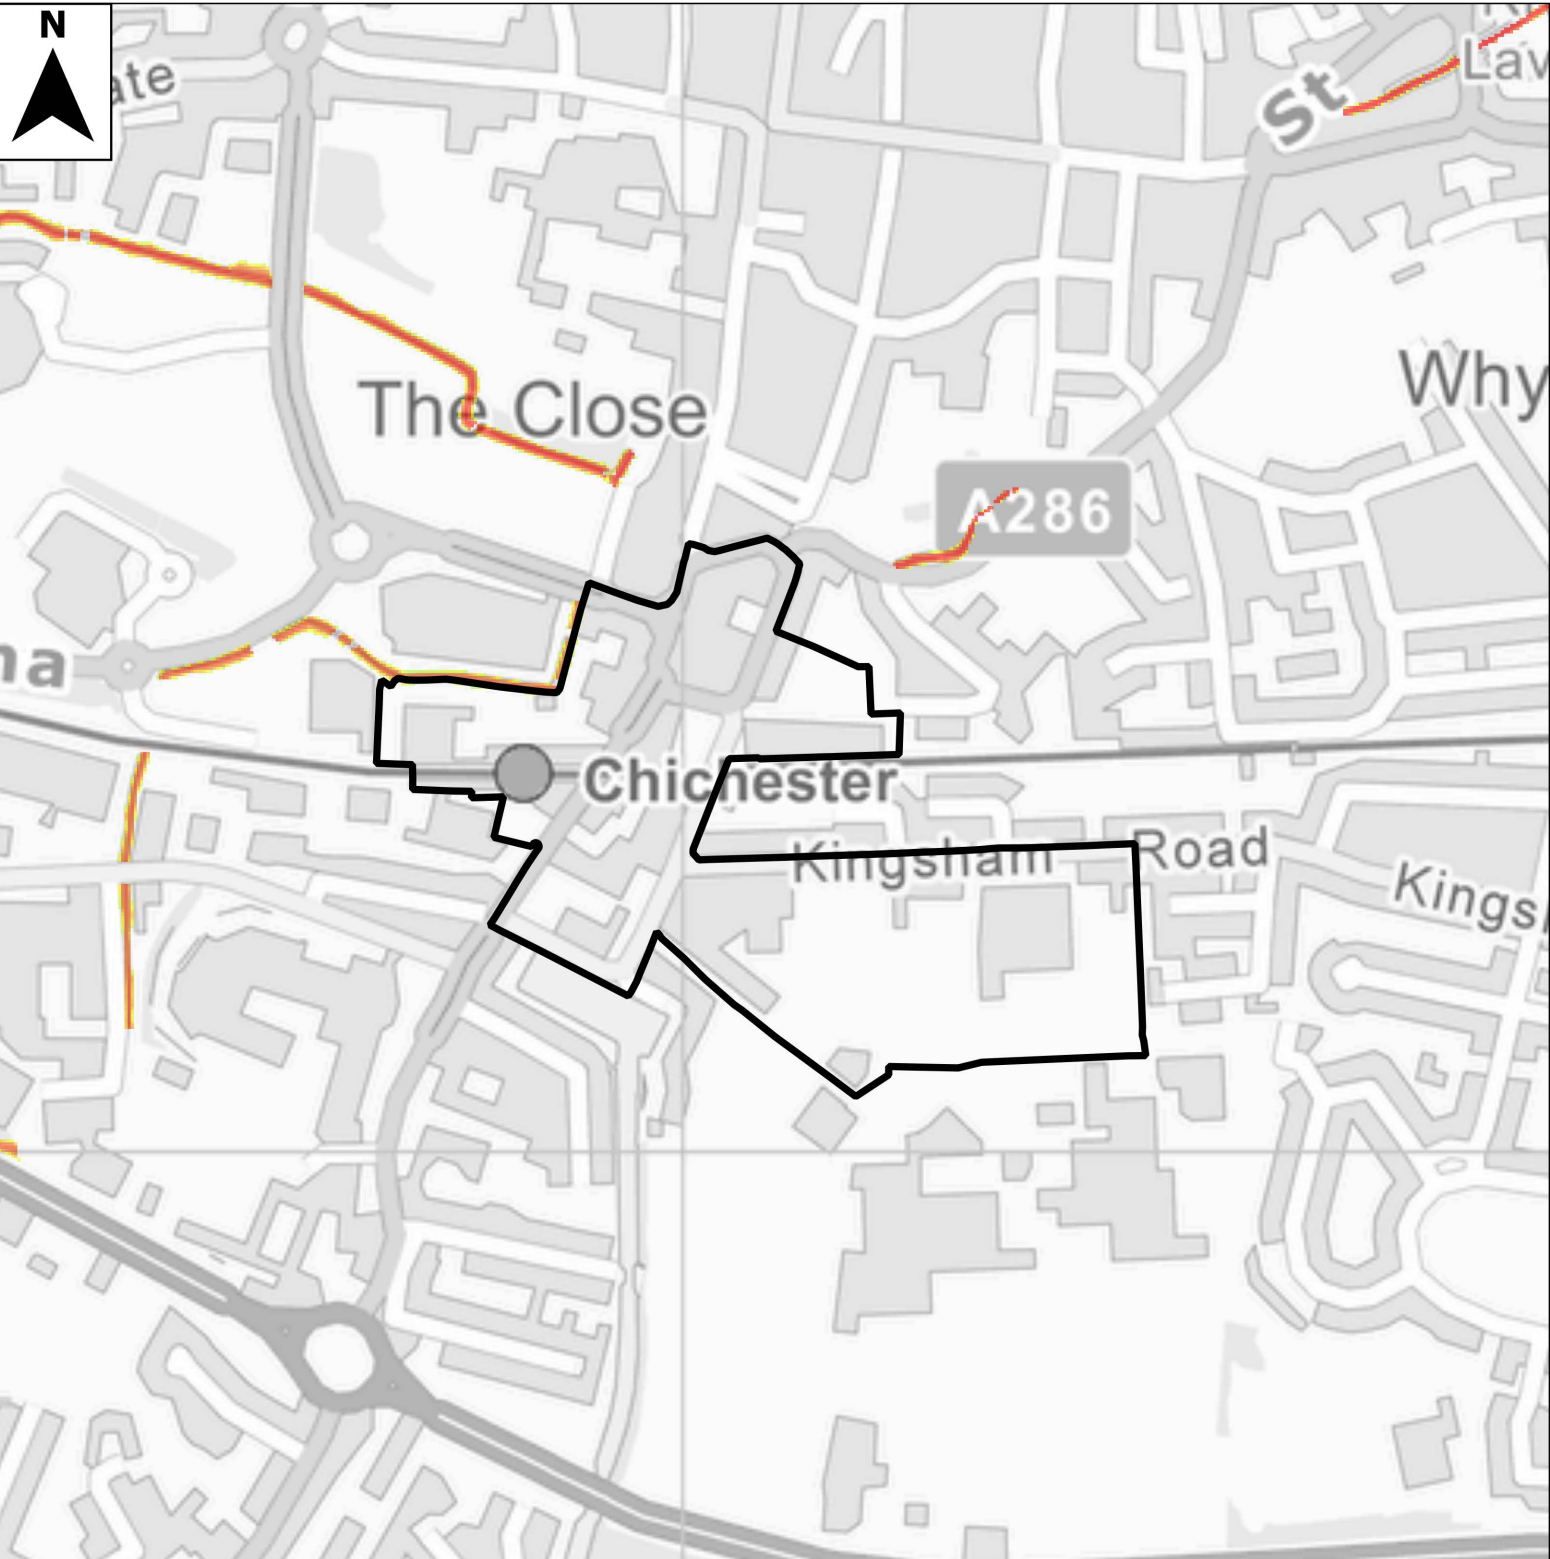 N
ate
St
Lav
The Close
Why
A286
na
Chichester
Kingsham Road
Kings